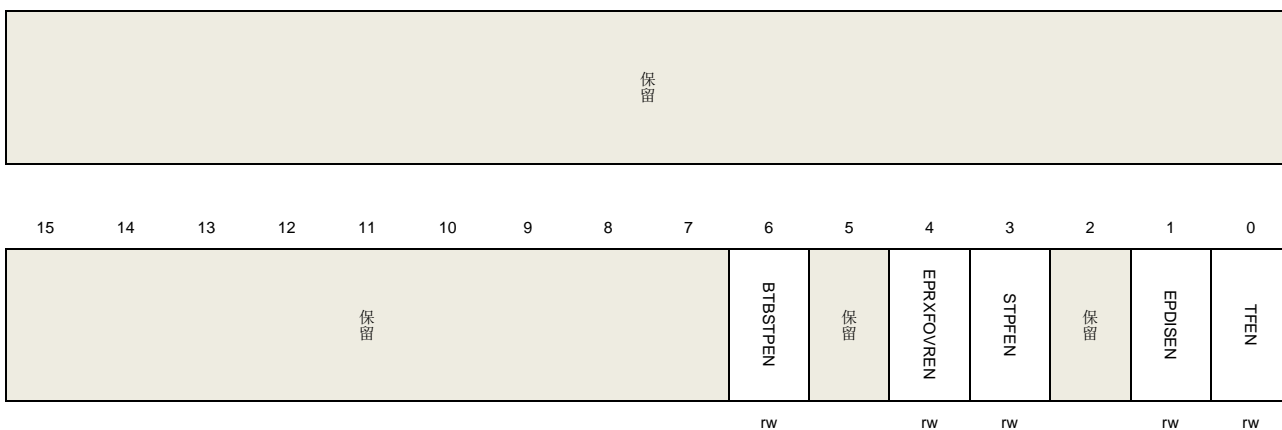 保留
15 14 13 12 11 10 9 8 7 6 5 4 3 2 1 0
保留 BTBSTPEN 保留 EPRXFOVREN STPFEN 保留 EPDISEN TFEN
rw rw rw rw rw